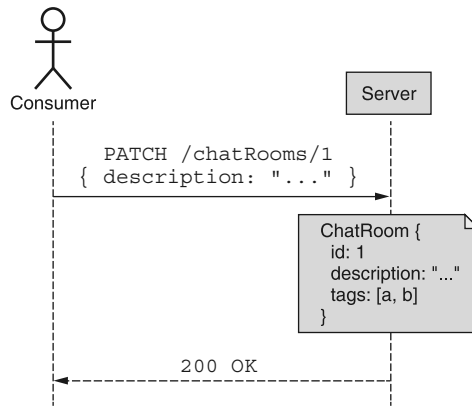 Consumer
Server
PATCH /chatRooms/1
{ description: "..." }
ChatRoom {
id: 1
description: "..."
tags: [a, b]
}
200 OK